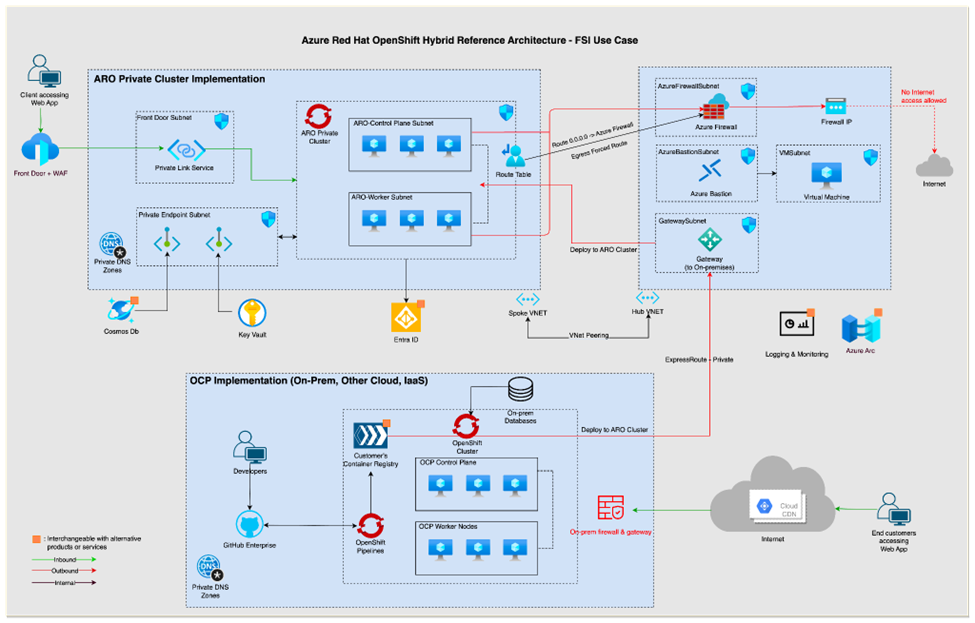 Azure Red Hat OpenShift Hybrid Reference Architecture - FSI Use Case
Client accessing
Web App
Front Door + WAF
ARO Private Cluster Implementation
Front Door Subnet
Private Link Service
ARO Private
Cluster
ARO-Control Plane Subnet
ARO-Worker Subnet
Private Endpoint Subnet
Private DNS
Zones
Route Table
Route 0.0.0.0 -> Azure Firewall
Egress Forced Route
AzureFirewallSubnet
Azure Firewall
Firewall IP
No Internet
access allowed
Internet
AzureBastionSubnet
Azure Bastion
VMSubnet
Virtual Machine
GatewaySubnet
Gateway
(to On-premises)
Deploy to ARO Cluster
Cosmos Db
Key Vault
Entra ID
Spoke VNET
Hub VNET
VNet Peering
ExpressRoute - Private
Logging & Monitoring
Azure Arc
OCP Implementation (On-Prem, Other Cloud, IaaS)
On-prem
Databases
OpenShift
Cluster
Customer's
Container Registry
Deploy to ARO Cluster
Developers
GitHub Enterprise
OpenShift
Pipelines
OCP Control Plane
OCP Worker Nodes
Private DNS
Zones
On-prem firewall & gateway
Cloud
CDN
Internet
End customers
accessing
Web App
: Interchangeable with alternative
products or services
Inbound
Outbound
Internal
DNS
DNS